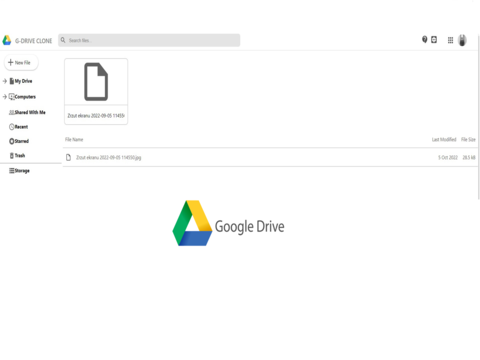 G-DRIVE CLONE
Search files...
New File
My Drive
Computers
Shared With Me
Recent
Starred
Trash
Storage
Zrzut ekranu 2022-09-05 11455
File Name Last Modified File Size
Zrzut ekranu 2022-09-05 114550.jpg 5 Oct 2022 28,5 kB
Google Drive